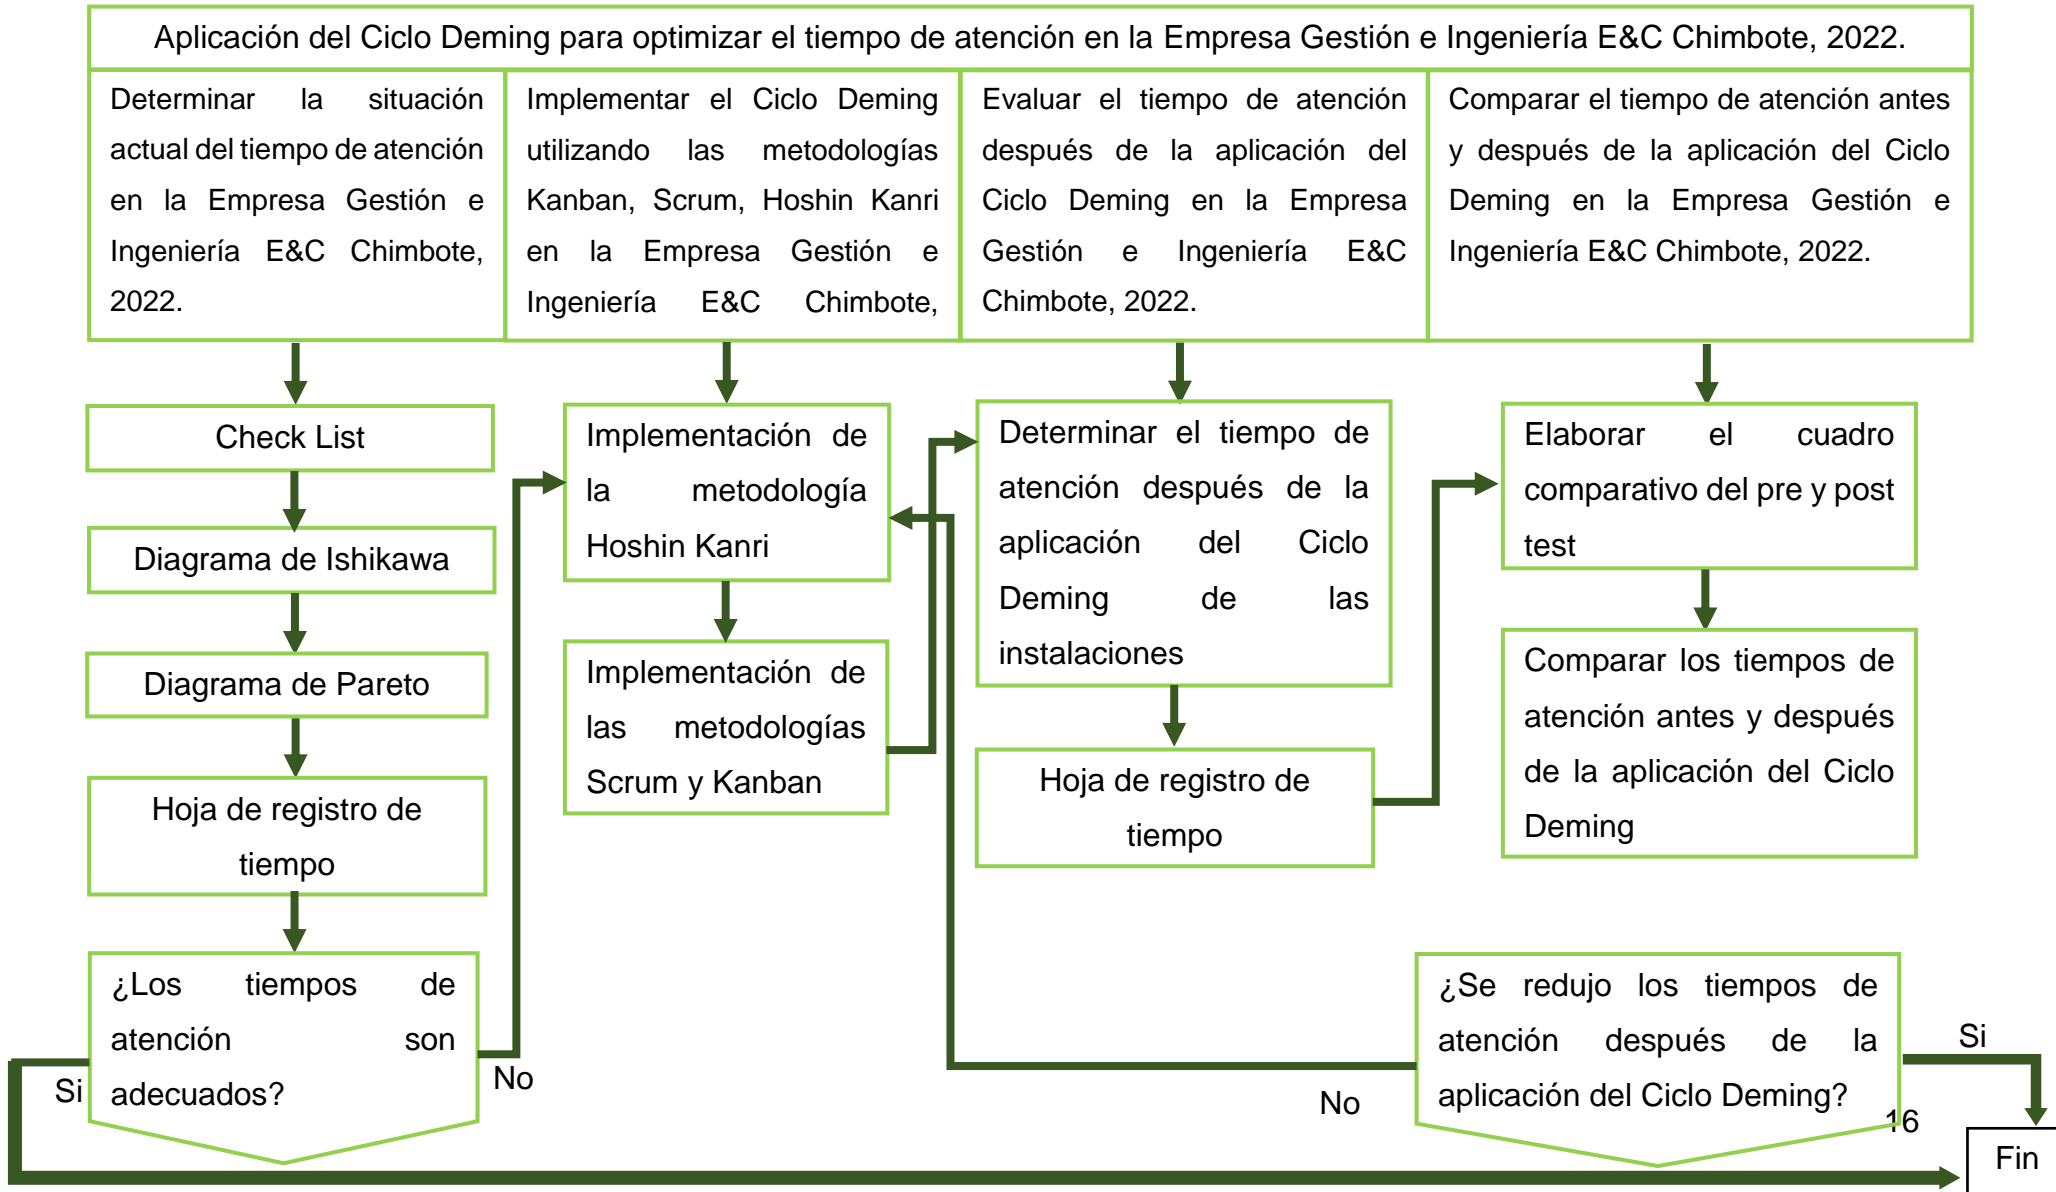 Aplicación del Ciclo Deming para optimizar el tiempo de atención en la Empresa Gestión e Ingeniería E&C Chimbote, 2022.
Determinar la situación
actual del tiempo de atención
en la Empresa Gestión e
Ingeniería E&C Chimbote,
2022.
Implementar el Ciclo Deming
utilizando las metodologías
Kanban, Scrum, Hoshin Kanri
en la Empresa Gestión e
Ingeniería E&C Chimbote,
Evaluar el tiempo de atención
después de la aplicación del
Ciclo Deming en la Empresa
Gestión e Ingeniería E&C
Chimbote, 2022.
Comparar el tiempo de atención antes
y después de la aplicación del Ciclo
Deming en la Empresa Gestión e
Ingeniería E&C Chimbote, 2022.
Check List
Diagrama de Ishikawa
Diagrama de Pareto
Hoja de registro de
tiempo
¿Los tiempos de
atención son
adecuados?
Si
No
Implementación de
la metodología
Hoshin Kanri
Implementación de
las metodologías
Scrum y Kanban
Determinar el tiempo de
atención después de la
aplicación del Ciclo
Deming de las
instalaciones
Hoja de registro de
tiempo
Elaborar el cuadro
comparativo del pre y post
test
Comparar los tiempos de
atención antes y después
de la aplicación del Ciclo
Deming
¿Se redujo los tiempos de
atención después de la
aplicación del Ciclo Deming?
No
Si
16
Fin